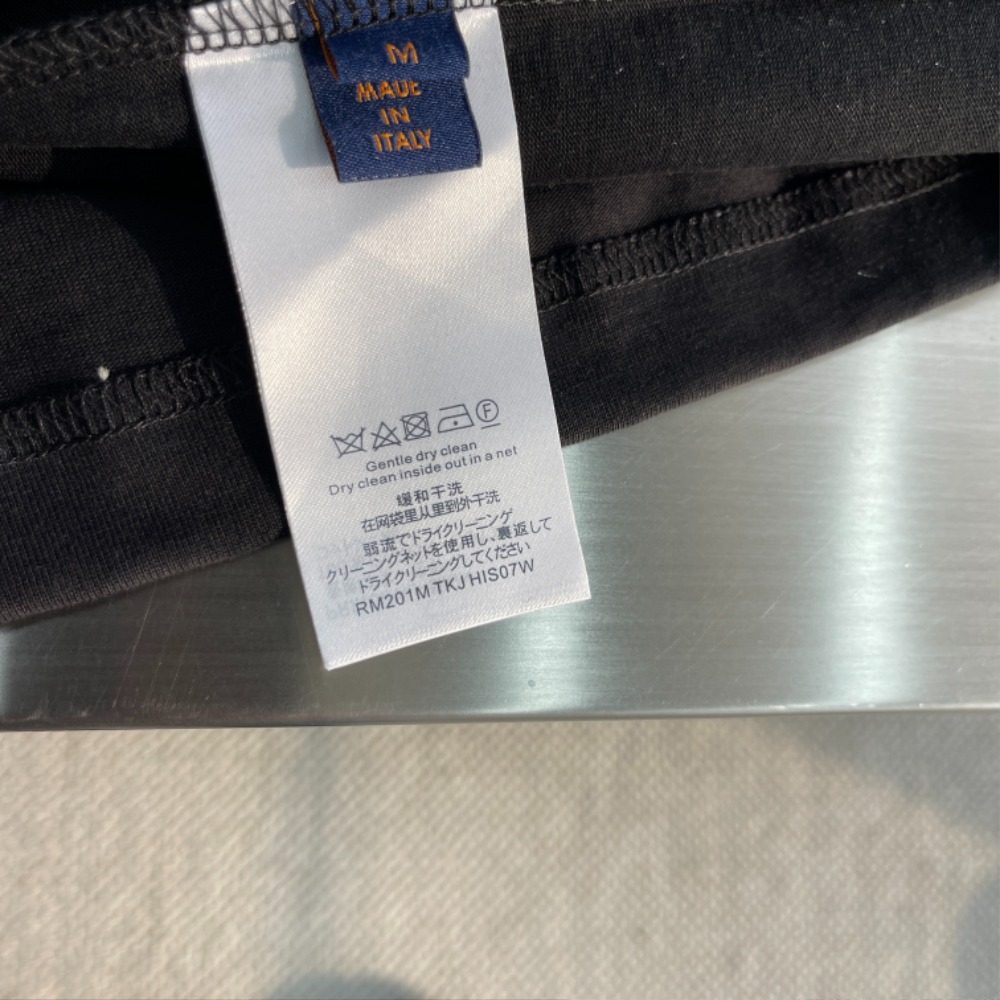 M
MADE
IN
ITALY
F
Gentle dry clean
Dry clean inside out in a net
缓和干洗
在网袋里从里到外干洗
弱流でドライクリーニング
クリーニングネットを使用し、裏返して
ドライクリーニングしてください
RM201M TKJ HIS07W